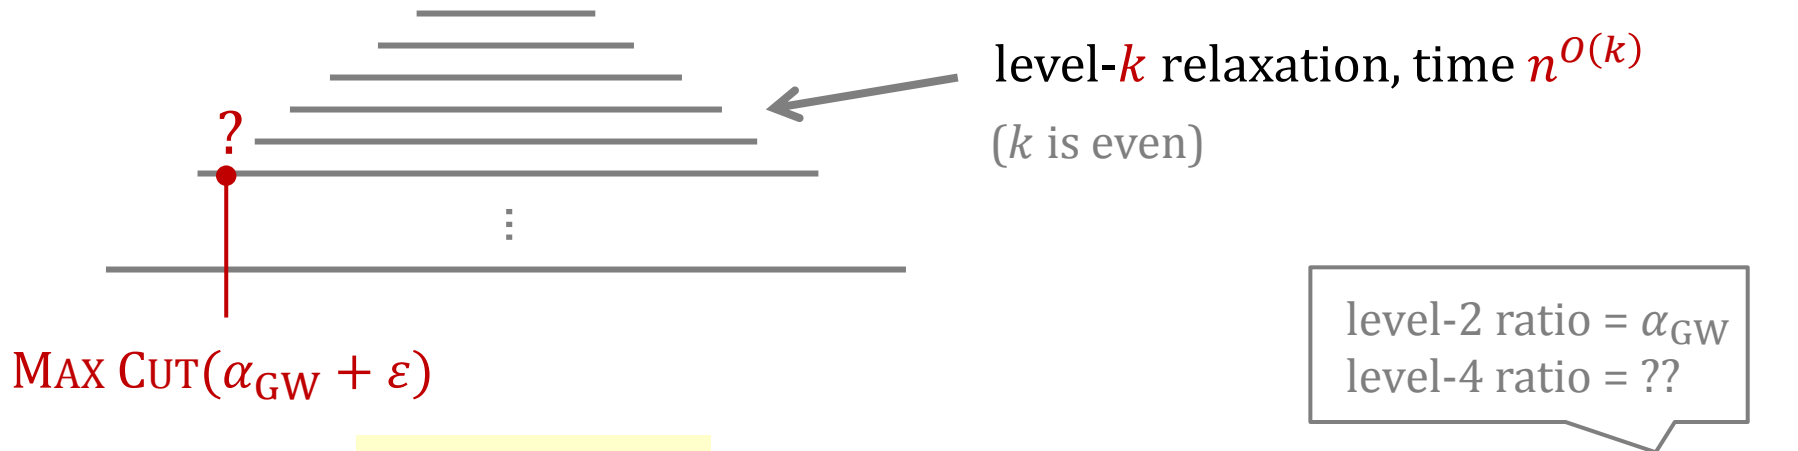 level-k relaxation, time n^{O(k)}
(k is even)
?
⋮
MAX CUT(α_GW + ε)
level-2 ratio = α_GW
level-4 ratio = ??